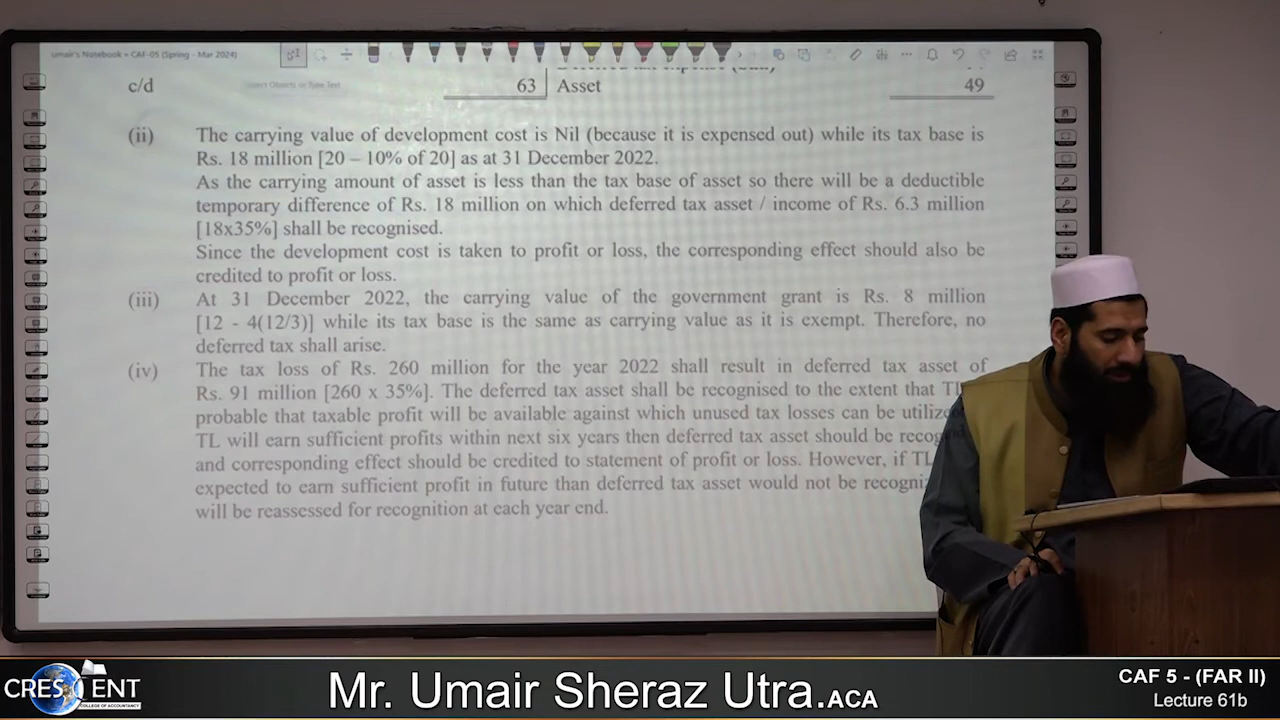 umair's Notebook » CAF-05 (Spring - Mar 2024)
c/d 63 Asset 49
(ii) The carrying value of development cost is Nil (because it is expensed out) while its tax base is
Rs. 18 million [20 – 10% of 20] as at 31 December 2022.
As the carrying amount of asset is less than the tax base of asset so there will be a deductible
temporary difference of Rs. 18 million on which deferred tax asset / income of Rs. 6.3 million
[18x35%] shall be recognised.
Since the development cost is taken to profit or loss, the corresponding effect should also be
credited to profit or loss.
(iii) At 31 December 2022, the carrying value of the government grant is Rs. 8 million
[12 - 4(12/3)] while its tax base is the same as carrying value as it is exempt. Therefore, no
deferred tax shall arise.
(iv) The tax loss of Rs. 260 million for the year 2022 shall result in deferred tax asset of
Rs. 91 million [260 x 35%]. The deferred tax asset shall be recognised to the extent that
probable that taxable profit will be available against which unused tax losses can be
TL will earn sufficient profits within next six years then deferred tax asset should be
and corresponding effect should be credited to statement of profit or loss. However, if TL
expected to earn sufficient profit in future than deferred tax asset would not be
will be reassessed for recognition at each year end.
CRESCENT
COLLEGE OF ACCOUNTANCY
Mr. Umair Sheraz Utra.ACA
CAF 5 - (FAR II)
Lecture 61b